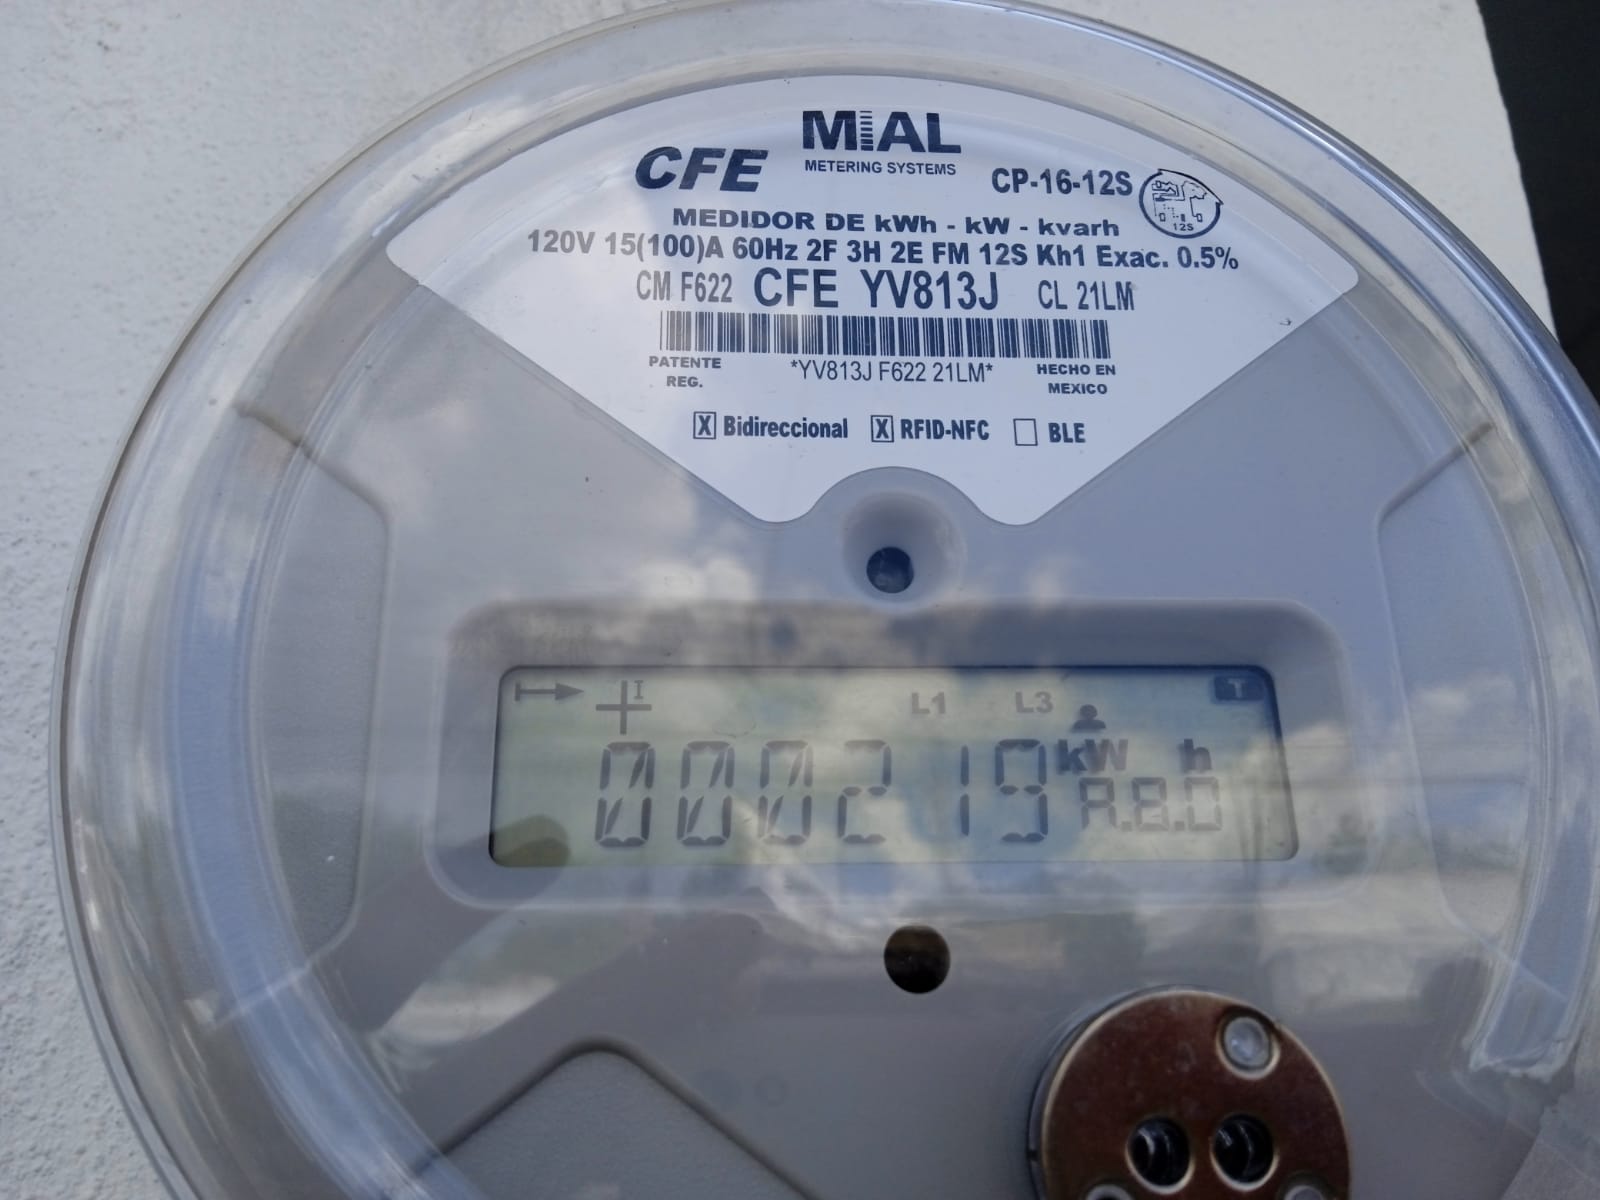 MIAL
METERING SYSTEMS
CFE
CP-16-12S
12S
MEDIDOR DE kWh - kW - kvarh
120V 15(100)A 60Hz 2F 3H 2E FM 12S Kh1 Exac. 0.5%
CM F622 CFE YV813J CL 21LM
PATENTE REG.
*YV813J F622 21LM*
HECHO EN MEXICO
X Bidireccional X RFID-NFC BLE
I L1 L3 T
000219 kW h
A.B.0